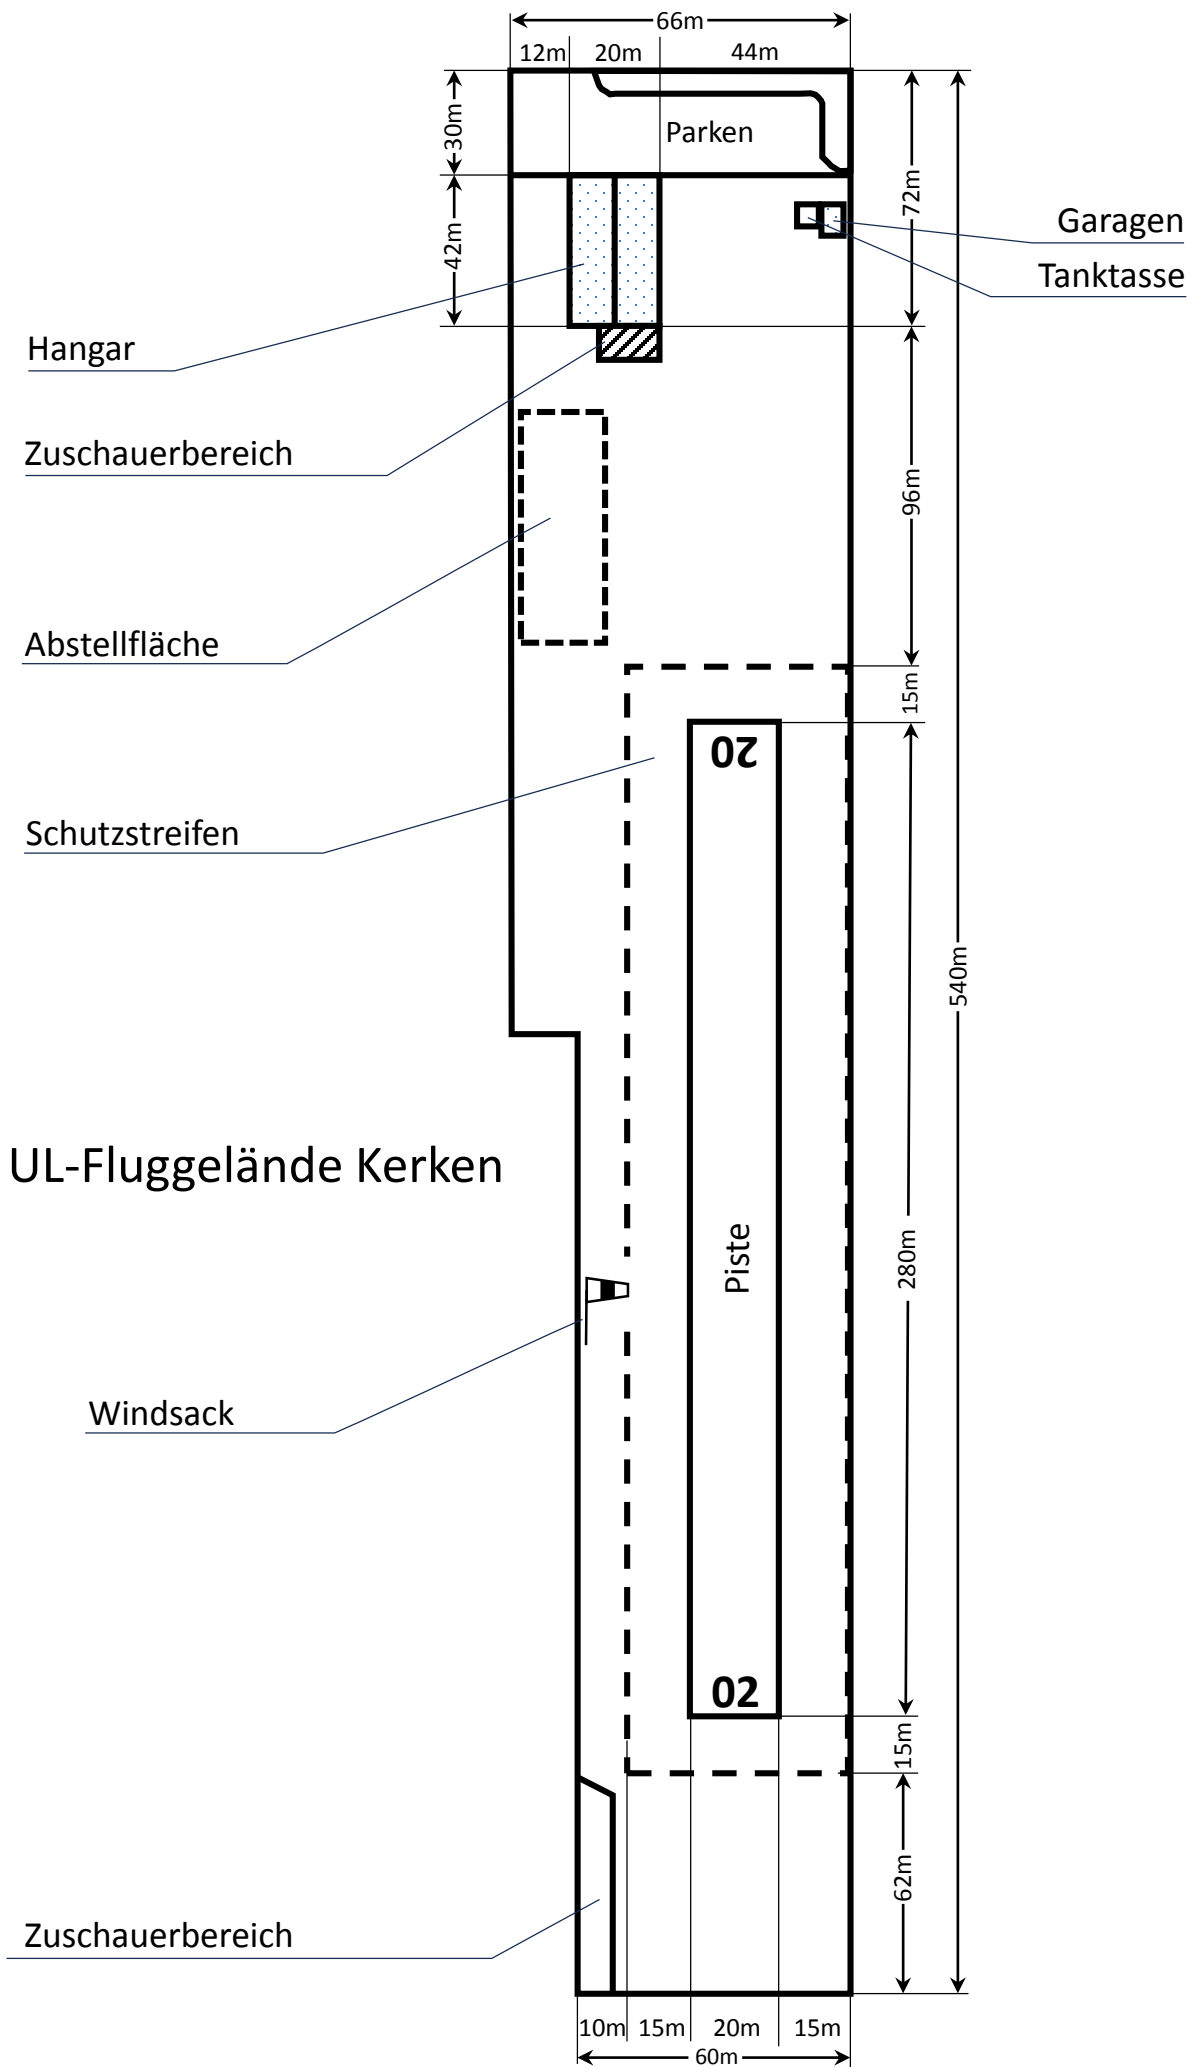 66m
12m 20m 44m
30m
Parken
42m
72m
Garagen
Tanktasse
Hangar
Zuschauerbereich
96m
Abstellfläche
15m
20
Schutzstreifen
540m
UL-Fluggelände Kerken
280m
Piste
Windsack
02
15m
62m
Zuschauerbereich
10m 15m 20m 15m
60m